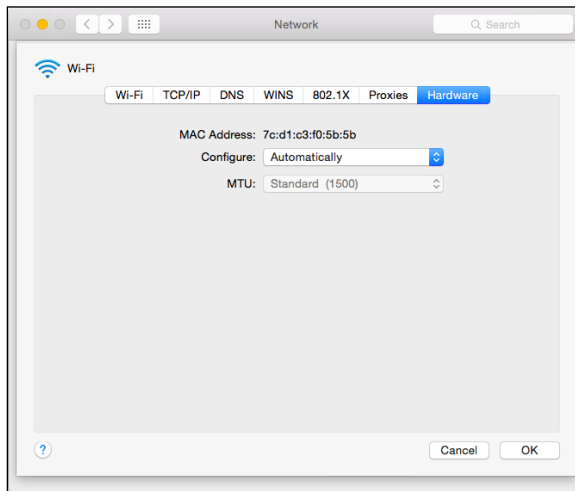 Network
Search
Wi-Fi
Wi-Fi TCP/IP DNS WINS 802.1X Proxies Hardware
MAC Address: 7c:d1:c3:f0:5b:5b
Configure: Automatically
MTU: Standard (1500)
?
Cancel OK